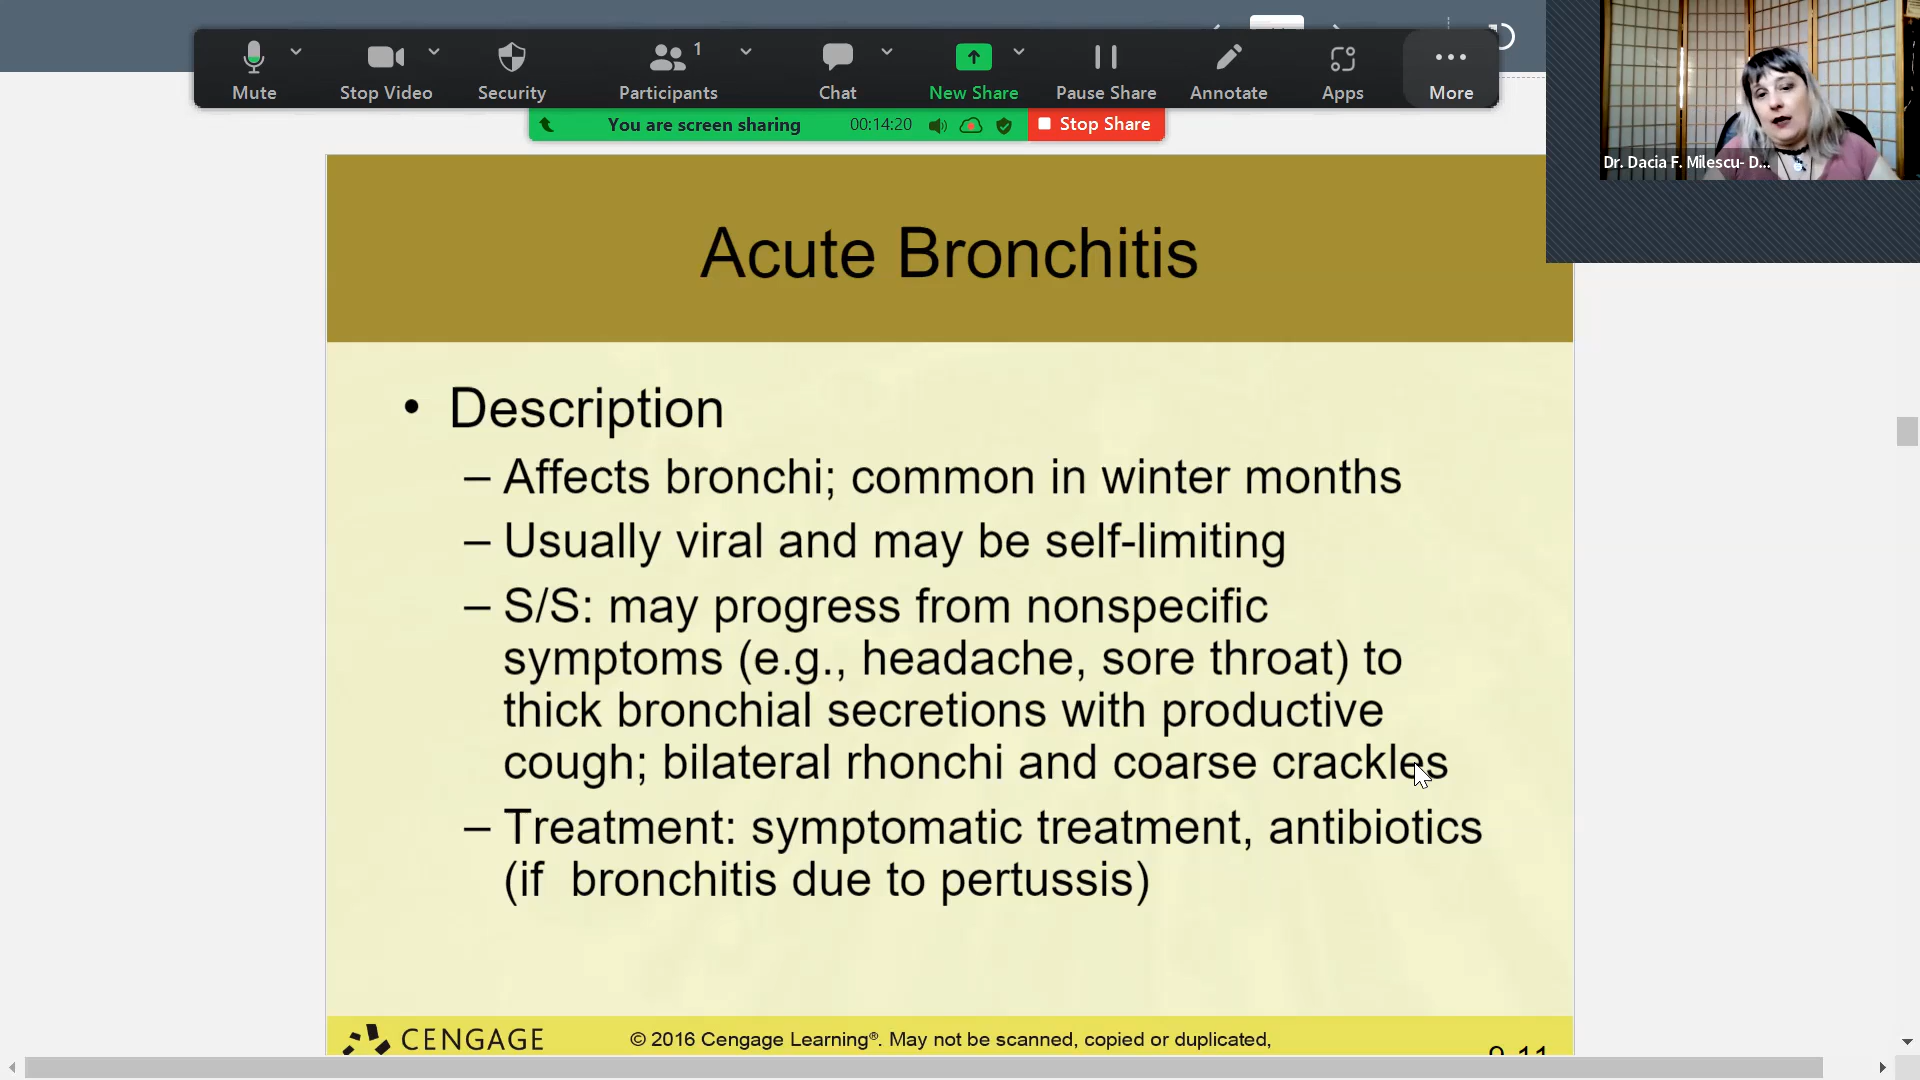 1
Mute
Stop Video
Security
Participants
Chat
New Share
Pause Share
Annotate
Apps
More
You are screen sharing 00:14:20 Stop Share
Dr. Dacia F. Milescu- D...
Acute Bronchitis
• Description
– Affects bronchi; common in winter months
– Usually viral and may be self-limiting
– S/S: may progress from nonspecific
symptoms (e.g., headache, sore throat) to
thick bronchial secretions with productive
cough; bilateral rhonchi and coarse crackles
– Treatment: symptomatic treatment, antibiotics
(if bronchitis due to pertussis)
CENGAGE
© 2016 Cengage Learning®. May not be scanned, copied or duplicated,
9-11